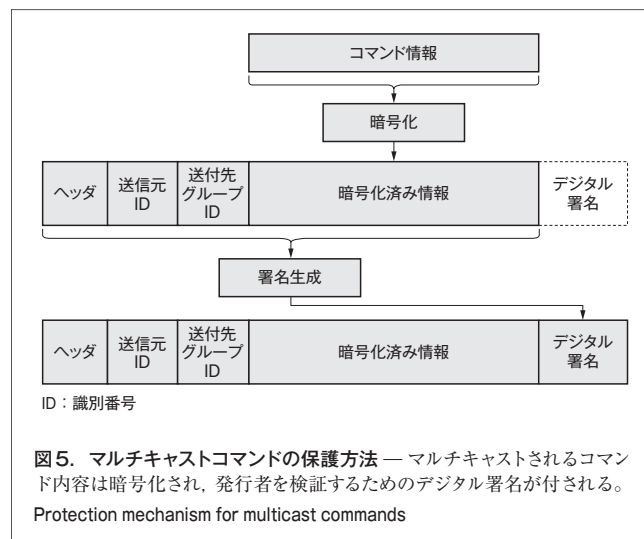 コマンド情報
暗号化
ヘッダ
送信元
ID
送付先
グループ
ID
暗号化済み情報
デジタル
署名
署名生成
ヘッダ
送信元
ID
送付先
グループ
ID
暗号化済み情報
デジタル
署名
ID:識別番号
図5. マルチキャストコマンドの保護方法 — マルチキャストされるコマン
ド内容は暗号化され,発行者を検証するためのデジタル署名が付される。
Protection mechanism for multicast commands